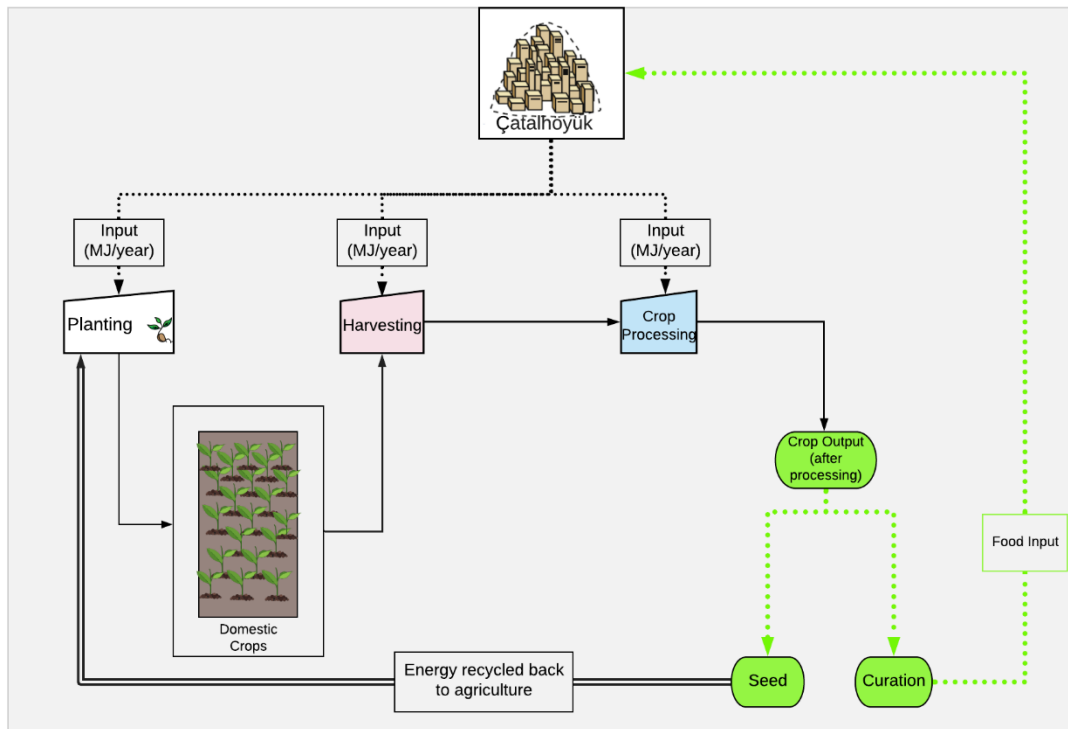 Çatalhöyük
Input
(MJ/year)
Input
(MJ/year)
Input
(MJ/year)
Planting
Harvesting
Crop
Processing
Crop Output
(after
processing)
Food Input
Domestic
Crops
Energy recycled back
to agriculture
Seed
Curation